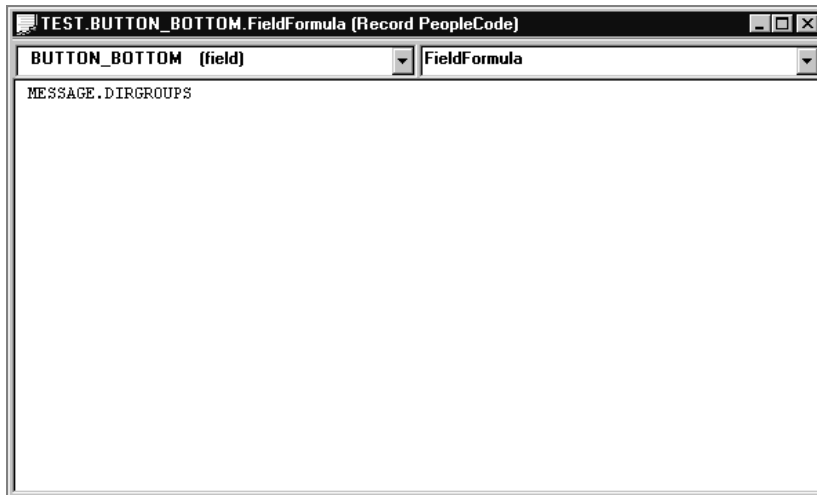 TEST.BUTTON_BOTTOM.FieldFormula (Record PeopleCode)
BUTTON_BOTTOM (field) FieldFormula
MESSAGE.DIRGROUPS